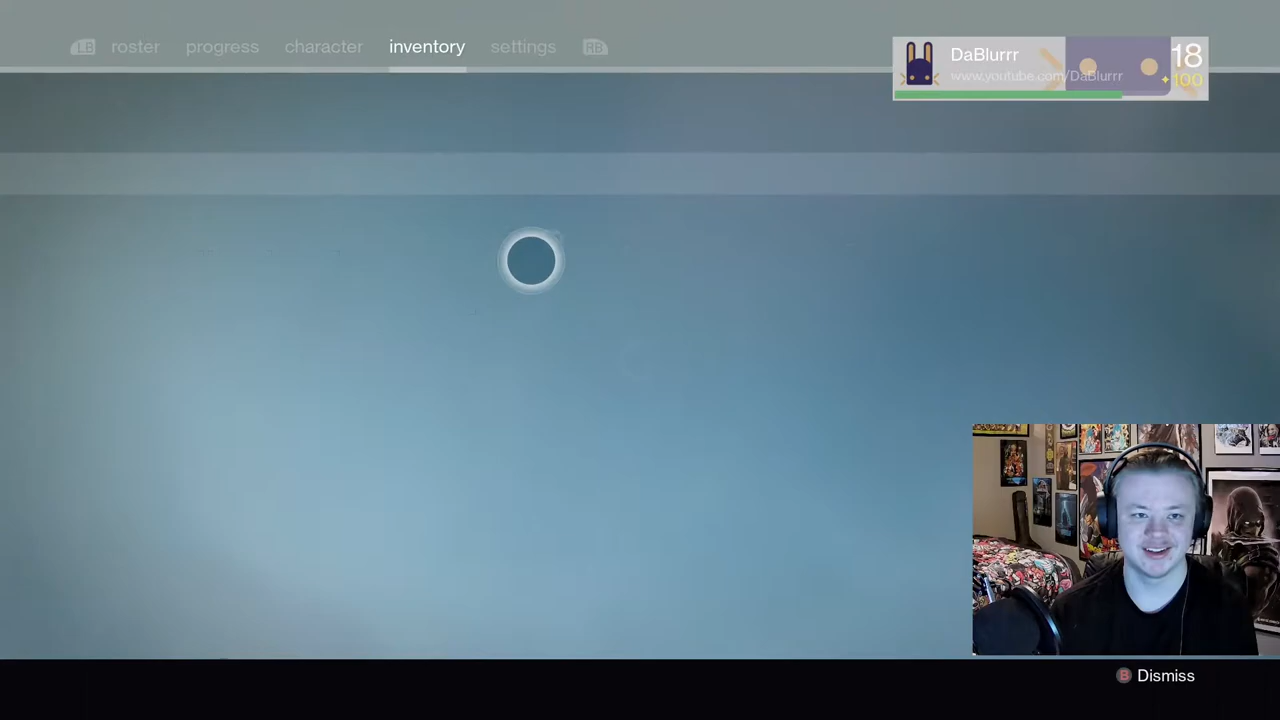 LB roster progress character inventory settings RB
DaBlurrr 18
www.youtube.com/DaBlurrr +100
B Dismiss